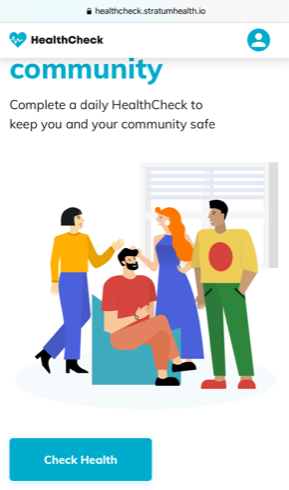 healthcheck.stratumhealth.io
HealthCheck
community
Complete a daily HealthCheck to
keep you and your community safe
Check Health